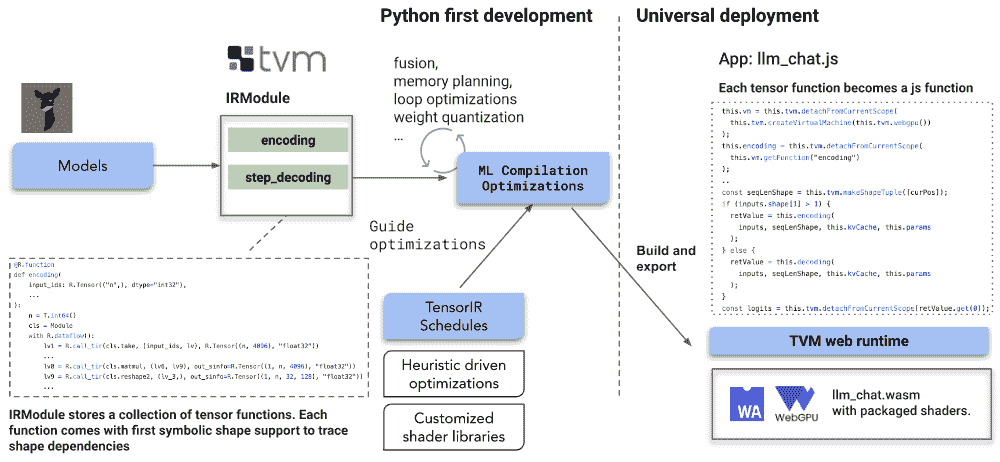 Python first development
Universal deployment
tvm
IRModule
encoding
step_decoding
Models
fusion,
memory planning,
loop optimizations
weight quantization
...
ML Compilation
Optimizations
Guide
optimizations
TensorIR
Schedules
Heuristic driven
optimizations
Customized
shader libraries
@R.function
def encoding(
input_ids: R.Tensor(("n",), dtype="int32"),
...
):
n = T.int64()
cls = Module
with R.dataflow():
lv1 = R.call_tir(cls.take, (input_ids, lv), R.Tensor((n, 4096), "float32"))
...
lv8 = R.call_tir(cls.matmul, (lv6, lv9), out_sinfo=R.Tensor((1, n, 4096), "float32"))
lv9 = R.call_tir(cls.reshape2, (lv_3,), out_sinfo=R.Tensor((1, n, 32, 128), "float32"))
...
IRModule stores a collection of tensor functions. Each
function comes with first symbolic shape support to trace
shape dependencies
Build and
export
App: llm_chat.js
Each tensor function becomes a js function
this.vm = this.tvm.detachFromCurrentScope(
this.tvm.createVirtualMachine(this.tvm.webgpu())
);
this.encoding = this.tvm.detachFromCurrentScope(
this.vm.getFunction("encoding")
);
..
const seqLenShape = this.tvm.makeShapeTuple([curPos]);
if (inputs.shape[1] > 1) {
retValue = this.encoding(
inputs, seqLenShape, this.kvCache, this.params
);
} else {
retValue = this.decoding(
inputs, seqLenShape, this.kvCache, this.params
);
}
const logits = this.tvm.detachFromCurrentScope(retValue.get(0));
TVM web runtime
WA
WebGPU
llm_chat.wasm
with packaged shaders.